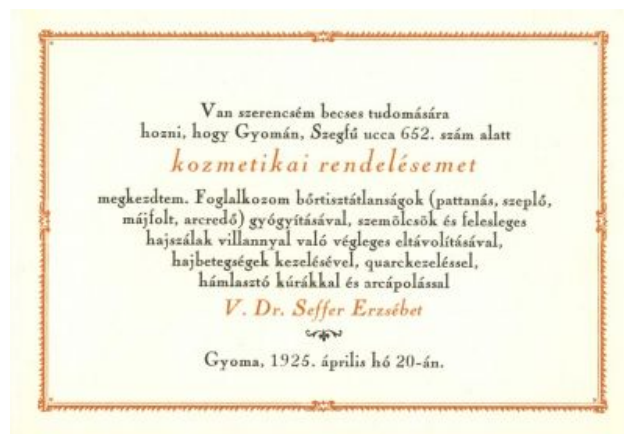 Van szerencsém becses tudomására
hozni, hogy Gyomán, Szegfű ucca 652. szám alatt
kozmetikai rendelésemet
megkezdtem. Foglalkozom bőrtisztátlanságok (pattanás, szeplő,
májfolt, arcredő) gyógyításával, szemölcsök és felesleges
hajszálak villannyal való végleges eltávolításával,
hajbetegségek kezelésével, quarckezeléssel,
hámlasztó kúrákkal és arcápolással
V. Dr. Seffer Erzsébet
Gyoma, 1925. április hó 20-án.